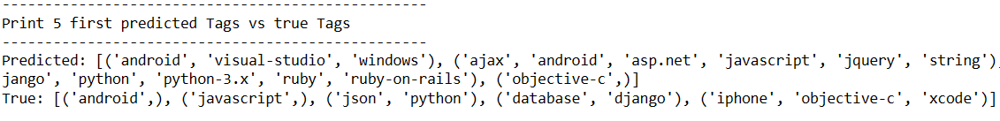 --------------------------------------------------
Print 5 first predicted Tags vs true Tags
--------------------------------------------------
Predicted: [('android', 'visual-studio', 'windows'), ('ajax', 'android', 'asp.net', 'javascript', 'jquery', 'string')
jango', 'python', 'python-3.x', 'ruby', 'ruby-on-rails'), ('objective-c',)]
True: [('android',), ('javascript',), ('json', 'python'), ('database', 'django'), ('iphone', 'objective-c', 'xcode')]